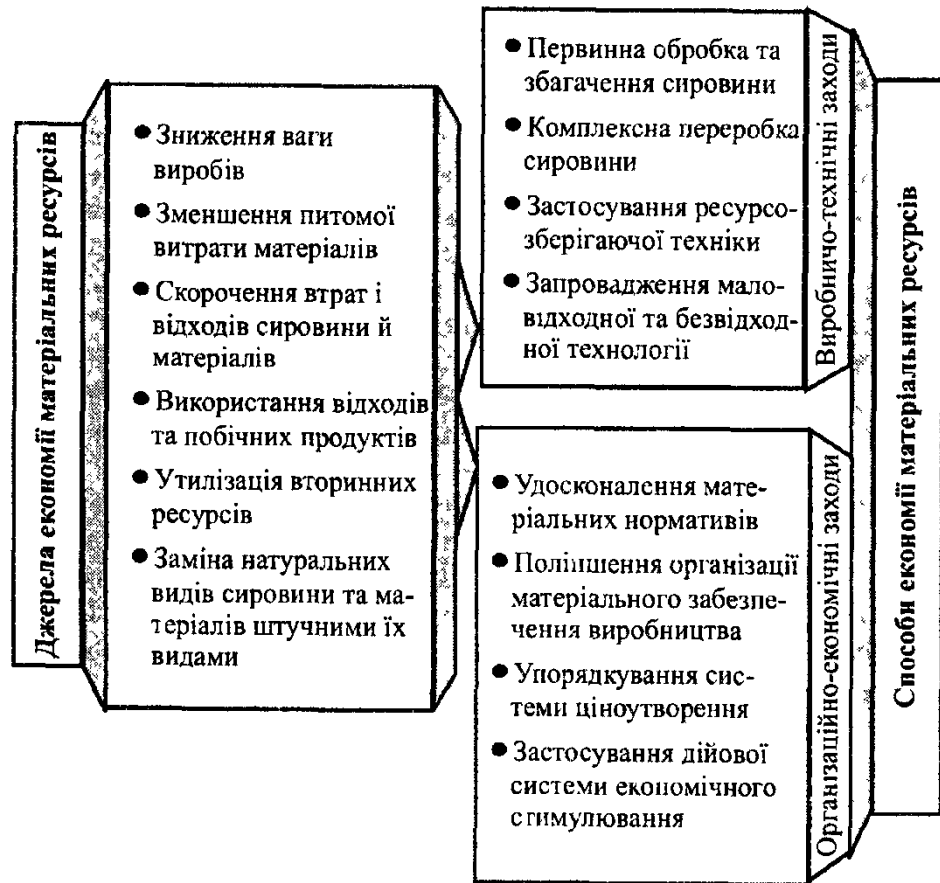 Джерела економії матеріальних ресурсів
● Зниження ваги
виробів
● Зменшення питомої
витрати матеріалів
● Скорочення втрат і
відходів сировини й
матеріалів
● Використання відходів
та побічних продуктів
● Утилізація вторинних
ресурсів
● Заміна натуральних
видів сировини та ма-
теріалів штучними їх
видами
● Первинна обробка та
збагачення сировини
● Комплексна переробка
сировини
● Застосування ресурсо-
зберігаючої техніки
● Запровадження мало-
відходної та безвідход-
ної технології
Виробничо-технічні заходи
● Удосконалення мате-
ріальних нормативів
● Поліпшення організації
матеріального забезпе-
чення виробництва
● Упорядкування сис-
теми ціноутворення
● Застосування дійової
системи економічного
стимулювання
Організаційно-економічні заходи
Способи економії матеріальних ресурсів